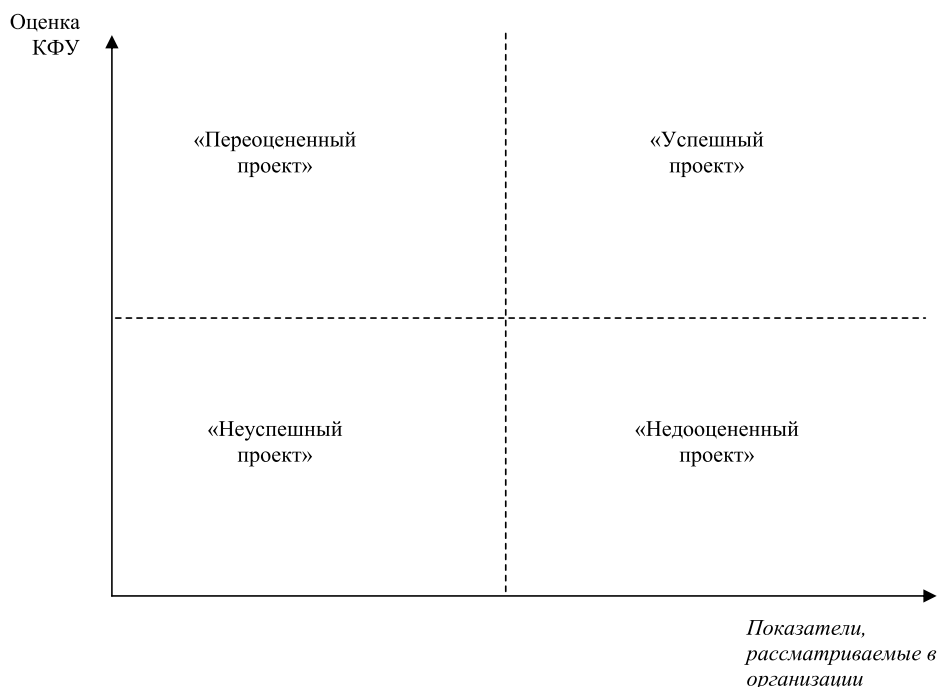 Оценка
КФУ
«Переоцененный
проект»
«Успешный
проект»
«Неуспешный
проект»
«Недооцененный
проект»
Показатели,
рассматриваемые в
организации